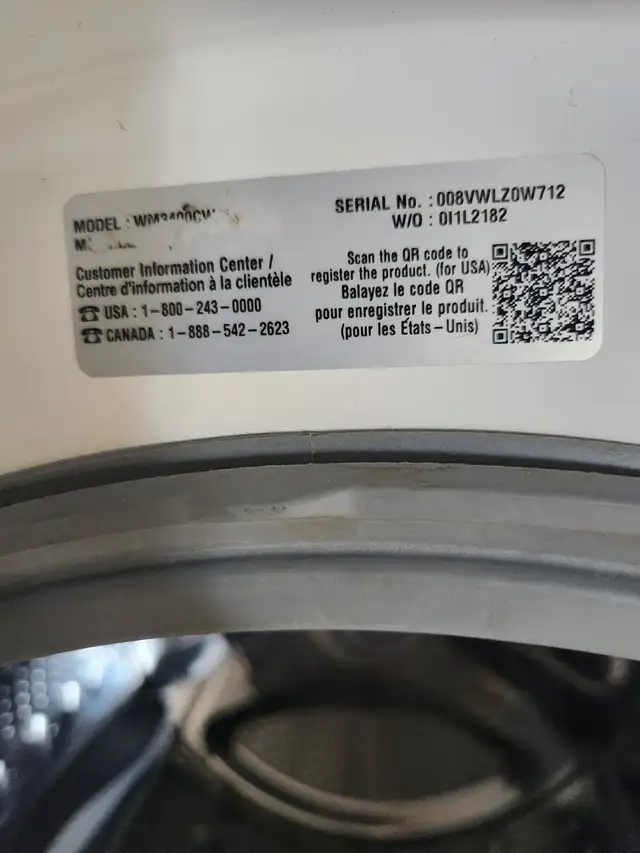 MODEL : WM3400CW
SERIAL No. : 008VWLZ0W712
W/O : 0I1L2182
Customer Information Center /
Centre d'information à la clientèle
☎ USA : 1-800-243-0000
☎ CANADA : 1-888-542-2623
Scan the QR code to
register the product. (for USA)
Balayez le code QR
pour enregistrer le produit.
(pour les États-Unis)